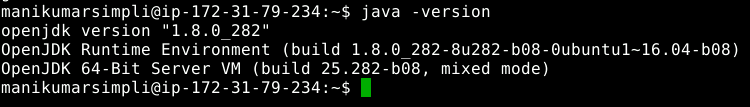 manikumarsimpli@ip-172-31-79-234:~$ java -version
openjdk version "1.8.0_282"
OpenJDK Runtime Environment (build 1.8.0_282-8u282-b08-0ubuntu1~16.04-b08)
OpenJDK 64-Bit Server VM (build 25.282-b08, mixed mode)
manikumarsimpli@ip-172-31-79-234:~$